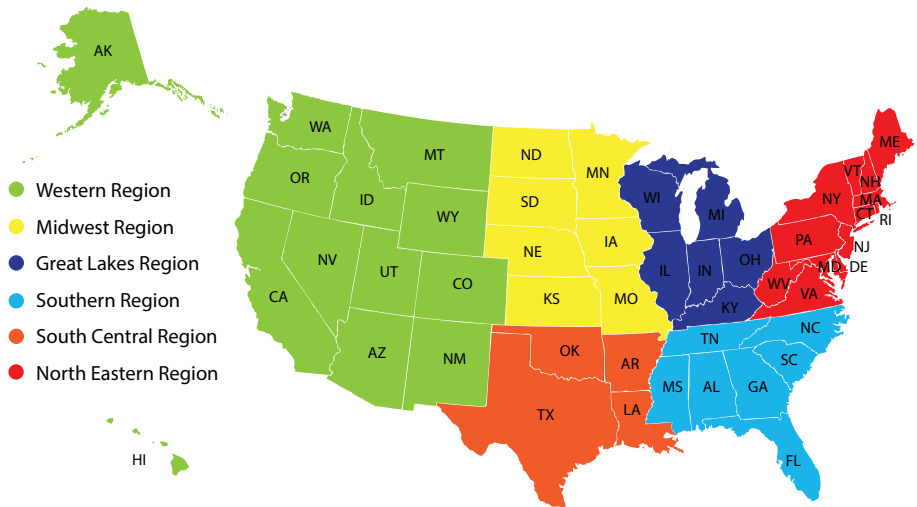 AK
WA
MT
ND
MN
ME
VT
NH
OR
ID
WY
SD
WI
MI
NY
MA
CT
RI
Western Region
Midwest Region
Great Lakes Region
Southern Region
South Central Region
North Eastern Region
NV
UT
CO
NE
IA
IL
IN
OH
PA
NJ
MD
DE
WV
VA
CA
KS
MO
KY
AZ
NM
OK
AR
TN
NC
SC
TX
LA
MS
AL
GA
HI
FL